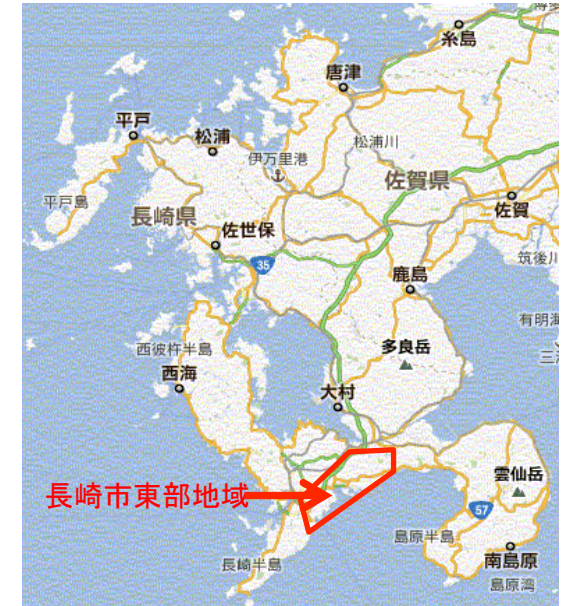 博多
糸島
唐津
平戸
松浦
松浦川
伊万里港
佐賀県
平戸島
長崎県
佐賀
佐世保
筑後川
35
鹿島
有明海
西彼杵半島
多良岳
西海
大村
雲仙岳
長崎市東部地域
57
島原半島
長崎半島
南島原
島原湾